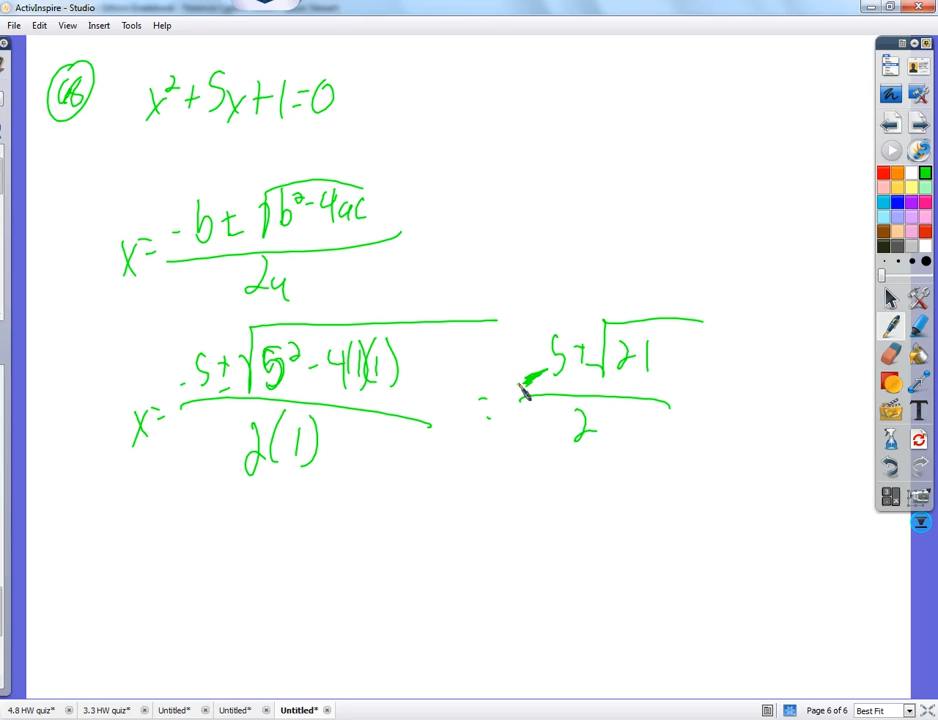 ActivInspire - Studio
File Edit View Insert Tools Help
x² + 5x + 1 = 0
x = -b ± √b² - 4ac
2a
x = -5 ± √5² - 4(1)(1) = -5 ± √21
2(1) 2
4.8 HW quiz* 3.3 HW quiz* Untitled* Untitled* Untitled* Page 6 of 6 Best Fit